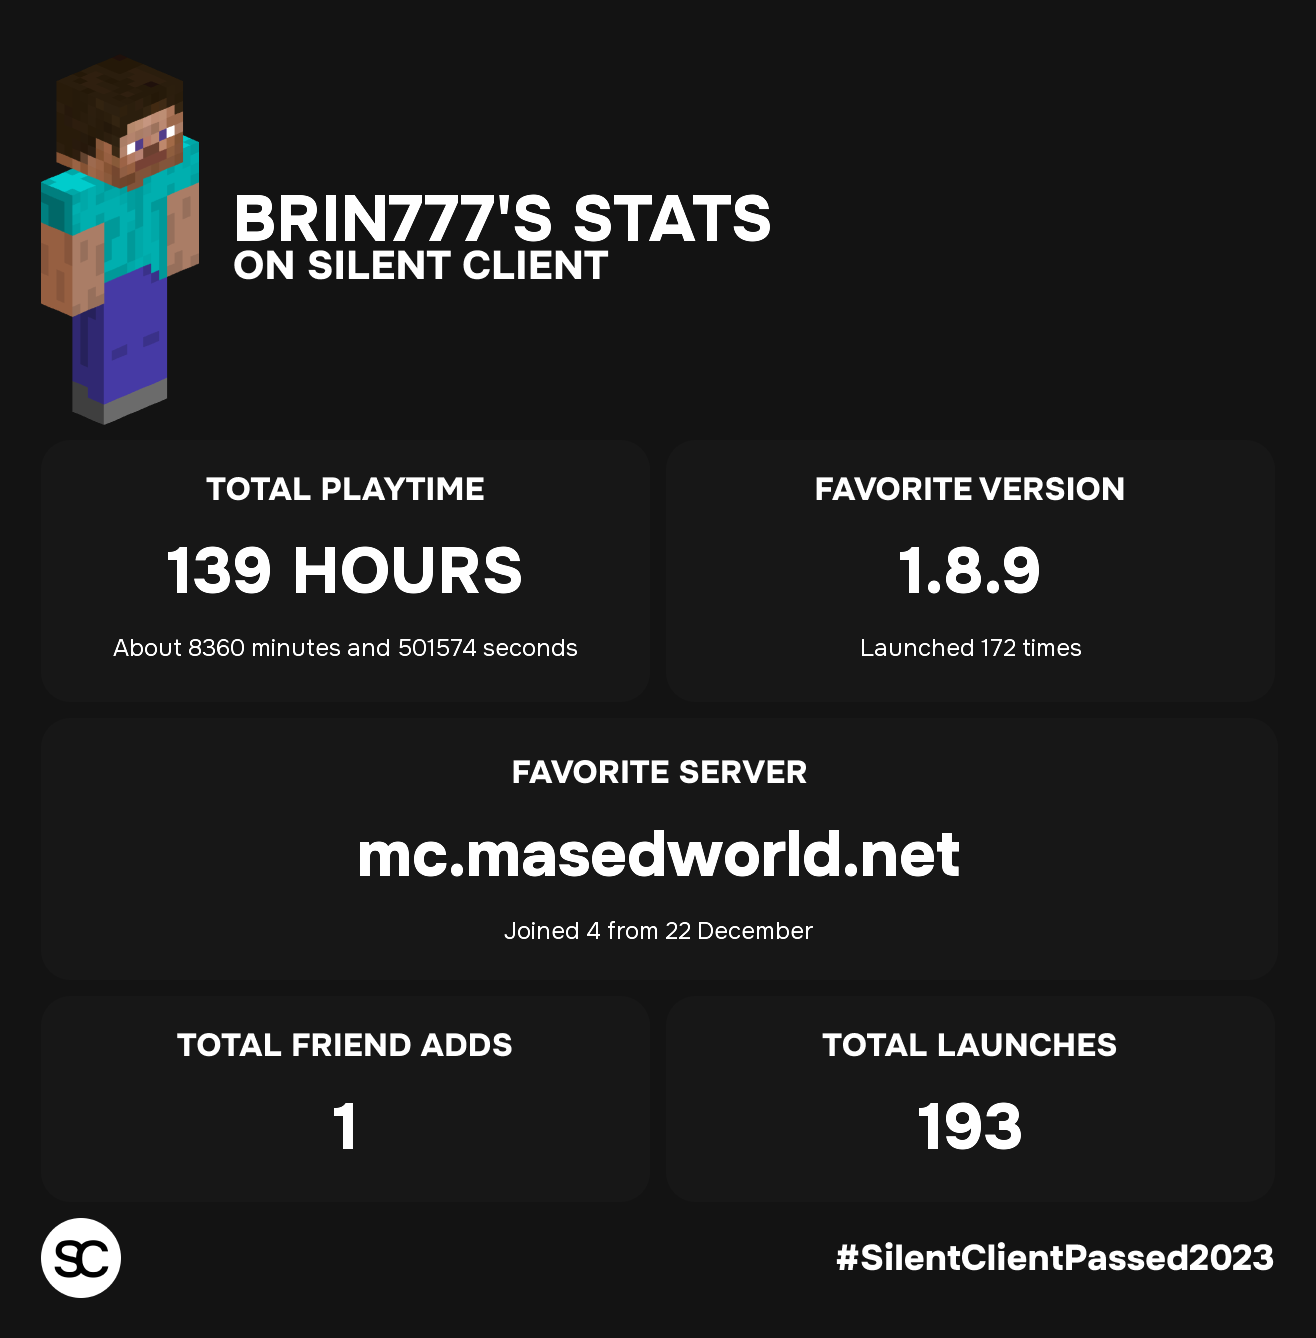 BRIN777'S STATS
ON SILENT CLIENT
TOTAL PLAYTIME
139 HOURS
About 8360 minutes and 501574 seconds
FAVORITE VERSION
1.8.9
Launched 172 times
FAVORITE SERVER
mc.masedworld.net
Joined 4 from 22 December
TOTAL FRIEND ADDS
1
TOTAL LAUNCHES
193
SC
#SilentClientPassed2023